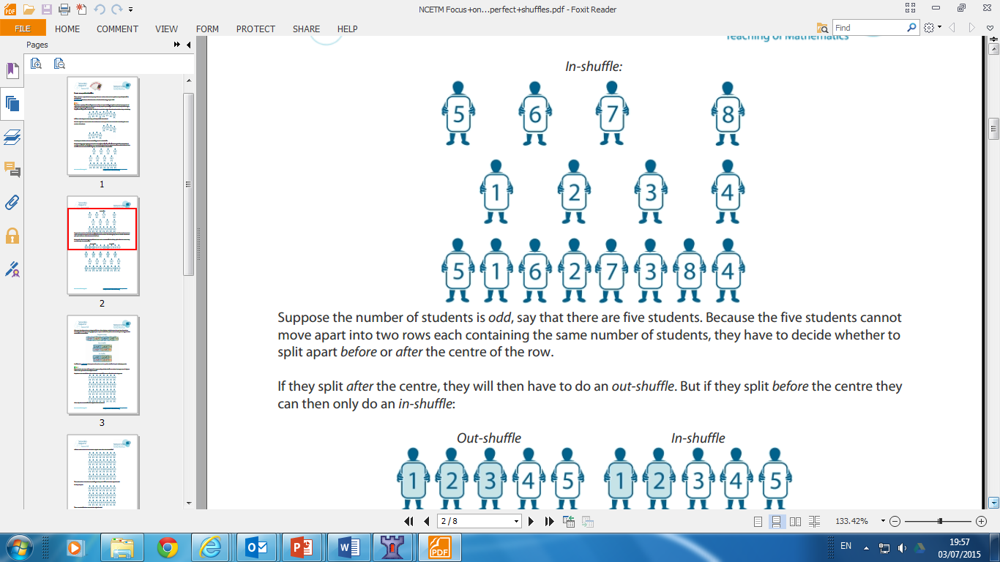 NCETM Focus+on...perfect+shuffles.pdf - Foxit Reader
FILE HOME COMMENT VIEW FORM PROTECT SHARE HELP
Find
Pages
Teaching of Mathematics
In-shuffle:
5 6 7 8
1 2 3 4
5 1 6 2 7 3 8 4
Suppose the number of students is odd, say that there are five students. Because the five students cannot
move apart into two rows each containing the same number of students, they have to decide whether to
split apart before or after the centre of the row.
If they split after the centre, they will then have to do an out-shuffle. But if they split before the centre they
can then only do an in-shuffle:
Out-shuffle In-shuffle
1 2 3 4 5 1 2 3 4 5
1
2
3
2 / 8
133.42%
PDF
EN
19:57
03/07/2015